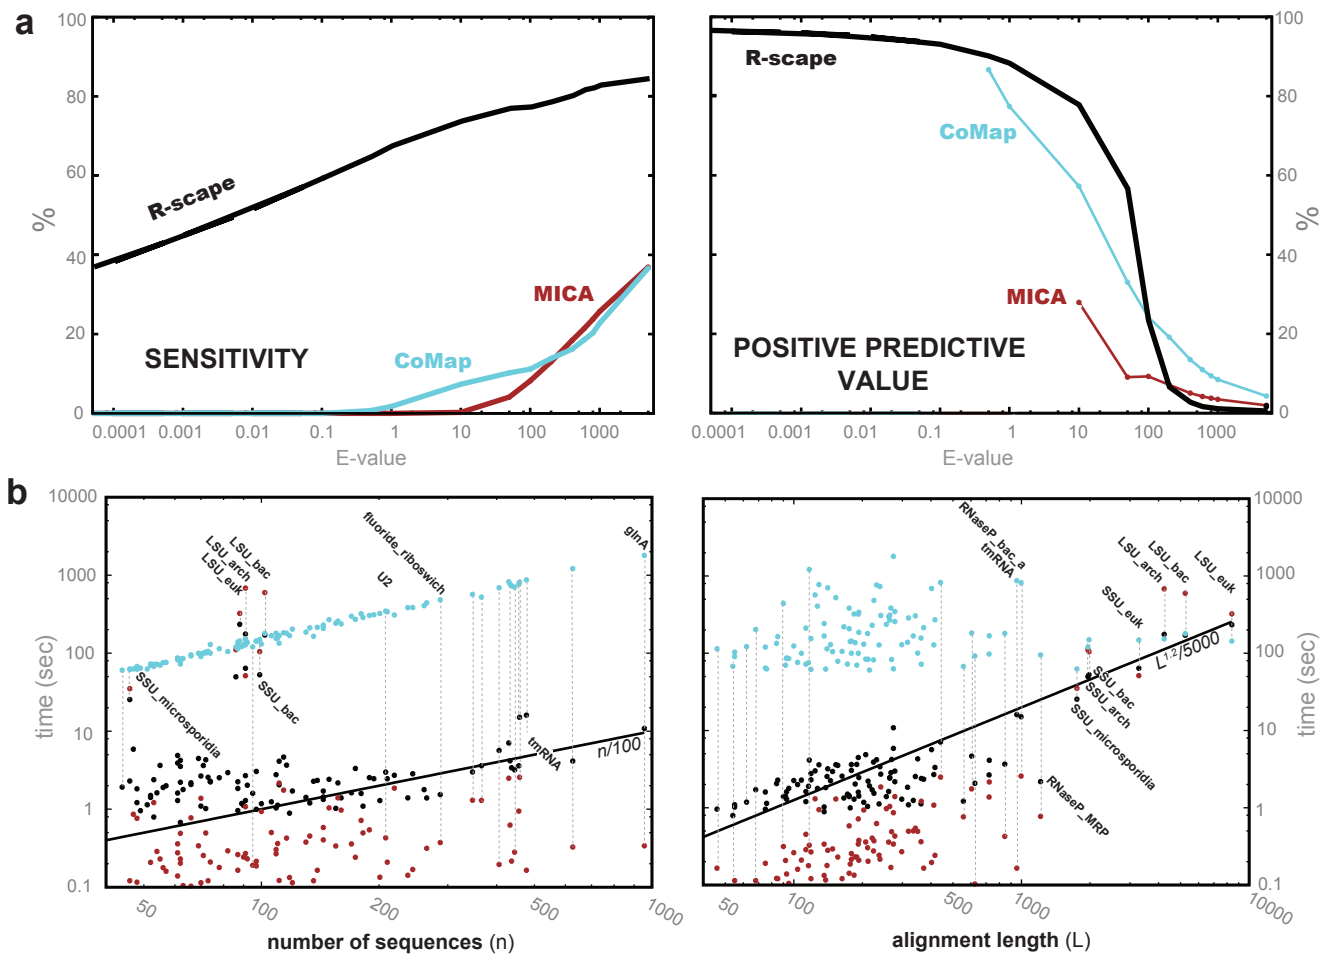 a
100
80
60
40
20
0
%
R-scape
MICA
CoMap
SENSITIVITY
0.0001 0.001 0.01 0.1 1 10 100 1000
E-value
100
80
60
40
20
0
%
R-scape
CoMap
MICA
POSITIVE PREDICTIVE
VALUE
0.0001 0.001 0.01 0.1 1 10 100 1000
E-value
b
10000
1000
100
10
1
0.1
time (sec)
LSU_bac
LSU_arch
LSU_euk
fluoride_riboswich
U2
glnA
SSU_microsporidia
SSU_bac
tmRNA
n/100
50 100 200 500 1000
number of sequences (n)
10000
1000
100
10
1
0.1
time (sec)
RNaseP_bac_a
tmRNA
LSU_bac
LSU_arch
LSU_euk
SSU_euk
L^1.2/5000
SSU_bac
SSU_arch
SSU_microsporidia
RNaseP_MRP
50 100 1000 10000
alignment length (L)